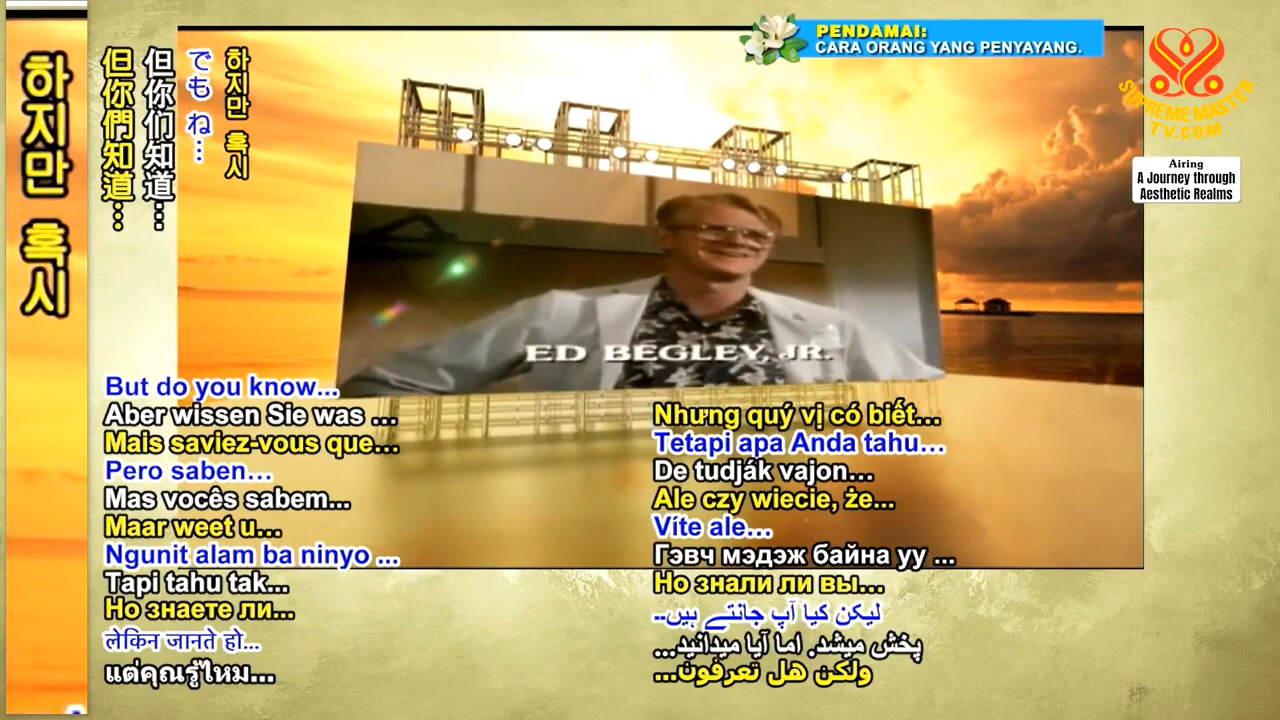 하지만 혹시
但你們知道…
但你们知道…
でも ね…
하지만 혹시
PENDAMAI:
CARA ORANG YANG PENYAYANG.
SUPREME MASTER
TV.COM
Airing
A Journey through
Aesthetic Realms
ED BEGLEY, JR.
But do you know...
Aber wissen Sie was ...
Mais saviez-vous que...
Pero saben…
Mas vocês sabem...
Maar weet u...
Ngunit alam ba ninyo ...
Tapi tahu tak...
Но знаете ли...
लेकिन जानते हो...
แต่คุณรู้ไหม...
Nhưng quý vị có biết...
Tetapi apa Anda tahu…
De tudják vajon...
Ale czy wiecie, że...
Víte ale…
Гэвч мэдэж байна уу ...
Но знали ли вы...
لیکن کیا آپ جانتے ہیں۔۔
پخش میشد. اما آیا میدانید...
ولكن هل تعرفون...